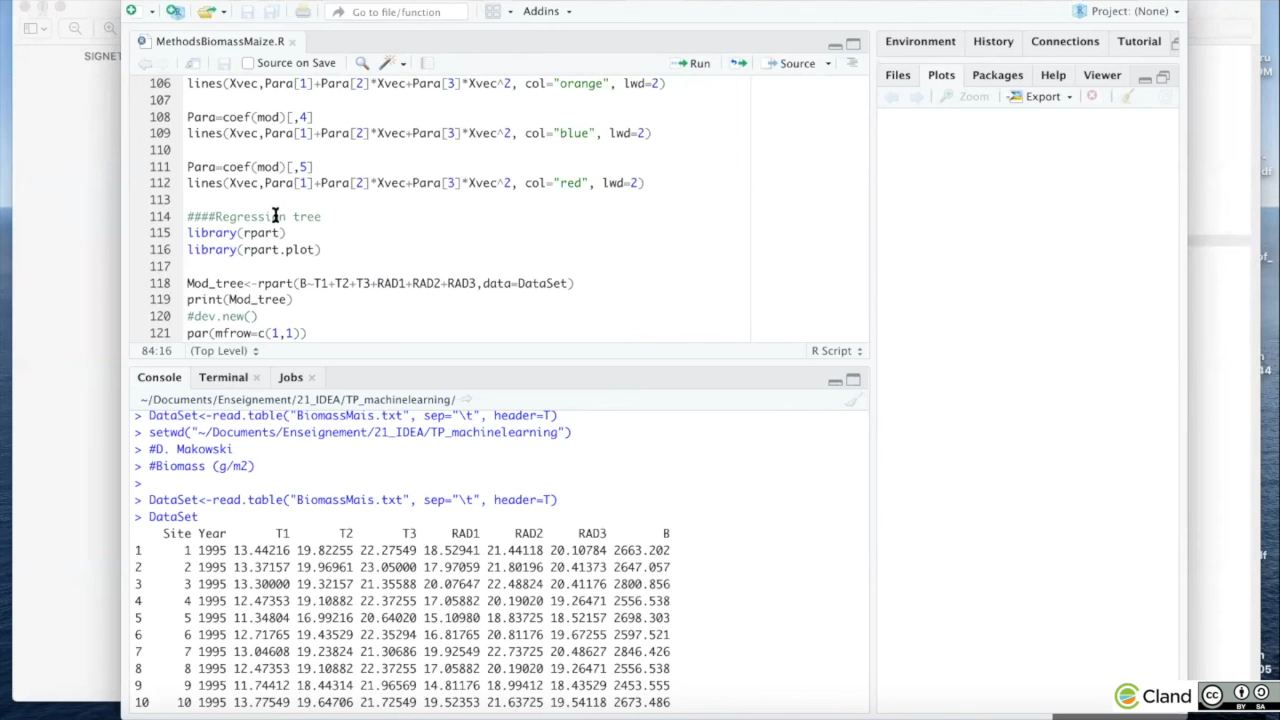 Go to file/function
Addins
Project: (None)
SIGNET
MethodsBiomassMaize.R
Source on Save
Run
Source
106 lines(Xvec,Para[1]+Para[2]*Xvec+Para[3]*Xvec^2, col="orange", lwd=2)
107
108 Para=coef(mod)[,4]
109 lines(Xvec,Para[1]+Para[2]*Xvec+Para[3]*Xvec^2, col="blue", lwd=2)
110
111 Para=coef(mod)[,5]
112 lines(Xvec,Para[1]+Para[2]*Xvec+Para[3]*Xvec^2, col="red", lwd=2)
113
114 ####Regression tree
115 library(rpart)
116 library(rpart.plot)
117
118 Mod_tree<-rpart(B~T1+T2+T3+RAD1+RAD2+RAD3,data=DataSet)
119 print(Mod_tree)
120 #dev.new()
121 par(mfrow=c(1,1))
84:16 (Top Level) R Script
Console Terminal Jobs
~/Documents/Enseignement/21_IDEA/TP_machinelearning/
> DataSet<-read.table("BiomassMais.txt", sep="\t", header=T)
> setwd("~/Documents/Enseignement/21_IDEA/TP_machinelearning")
> #D. Makowski
> #Biomass (g/m2)
>
> DataSet<-read.table("BiomassMais.txt", sep="\t", header=T)
> DataSet
Site Year T1 T2 T3 RAD1 RAD2 RAD3 B
1 1 1995 13.44216 19.82255 22.27549 18.52941 21.44118 20.10784 2663.202
2 2 1995 13.37157 19.96961 23.05900 17.97059 21.80196 20.41373 2647.057
3 3 1995 13.30000 19.32157 21.35588 20.07647 22.48824 20.41176 2800.856
4 4 1995 12.47353 19.10882 22.37255 17.05882 20.19020 19.26471 2556.538
5 5 1995 11.34804 16.99216 20.64020 15.10980 18.83725 18.52157 2698.303
6 6 1995 12.71765 19.43529 22.35294 16.81765 20.81176 19.67255 2597.521
7 7 1995 13.04608 19.23824 21.30686 19.92549 22.73725 20.48627 2846.426
8 8 1995 12.47353 19.10882 22.37255 17.05882 20.19020 19.26471 2556.538
9 9 1995 11.74412 18.44314 21.96569 14.81176 18.99412 18.43529 2453.555
10 10 1995 13.77549 19.64706 21.72549 19.52353 21.63725 19.54118 2673.486
Environment History Connections Tutorial
Files Plots Packages Help Viewer
Zoom Export
Cland
CC BY SA